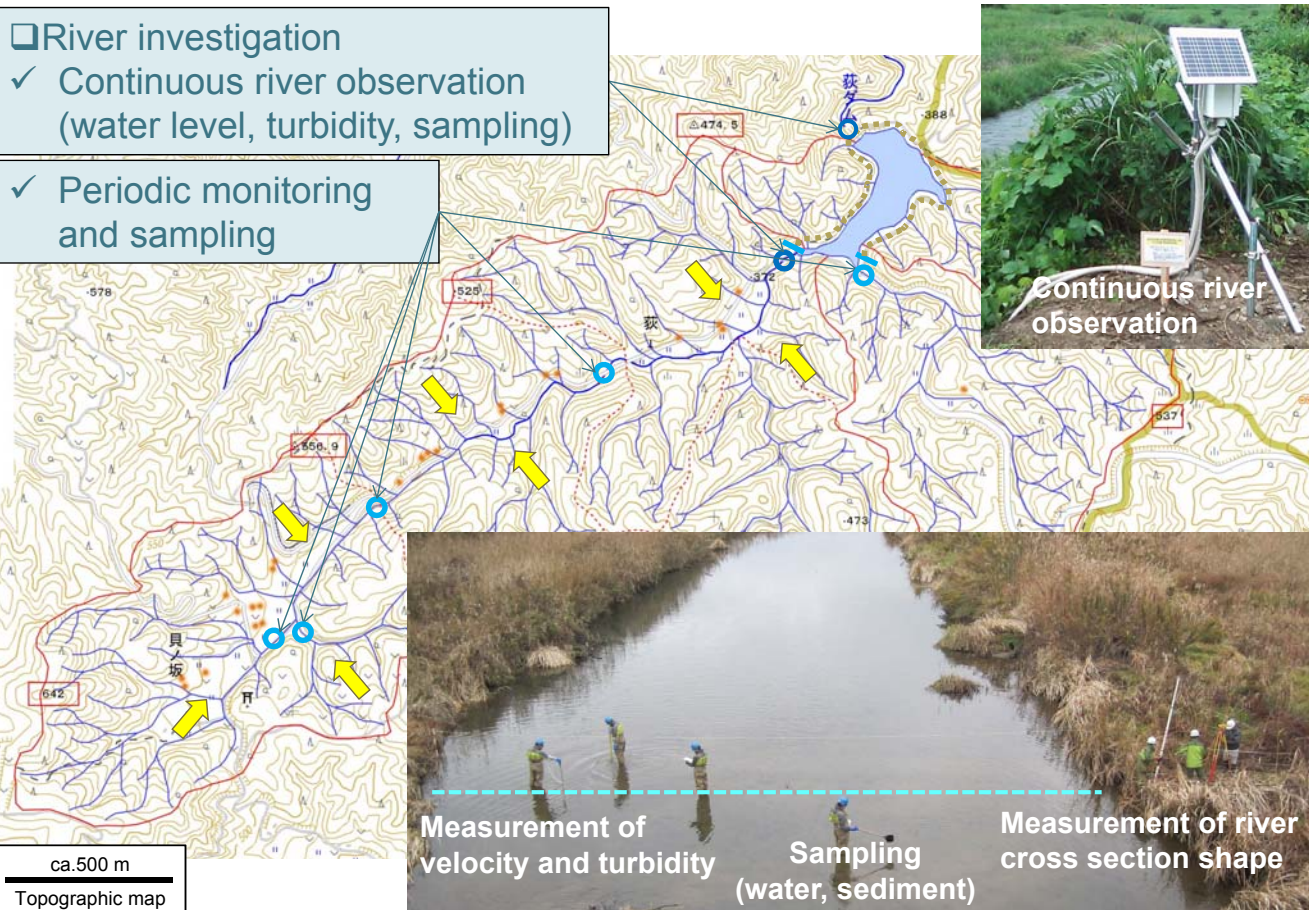 ❑River investigation
✓ Continuous river observation
(water level, turbidity, sampling)
✓ Periodic monitoring
and sampling
荻ダム
△474.5
·388
·372
·578
·525
荻
537
556.9
·473
貝ノ坂
642
Continuous river
observation
Measurement of
velocity and turbidity
Sampling
(water, sediment)
Measurement of river
cross section shape
ca.500 m
Topographic map